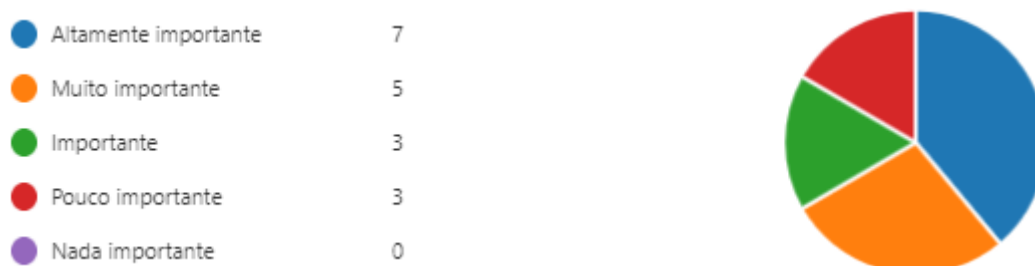 Altamente importante 7
Muito importante 5
Importante 3
Pouco importante 3
Nada importante 0